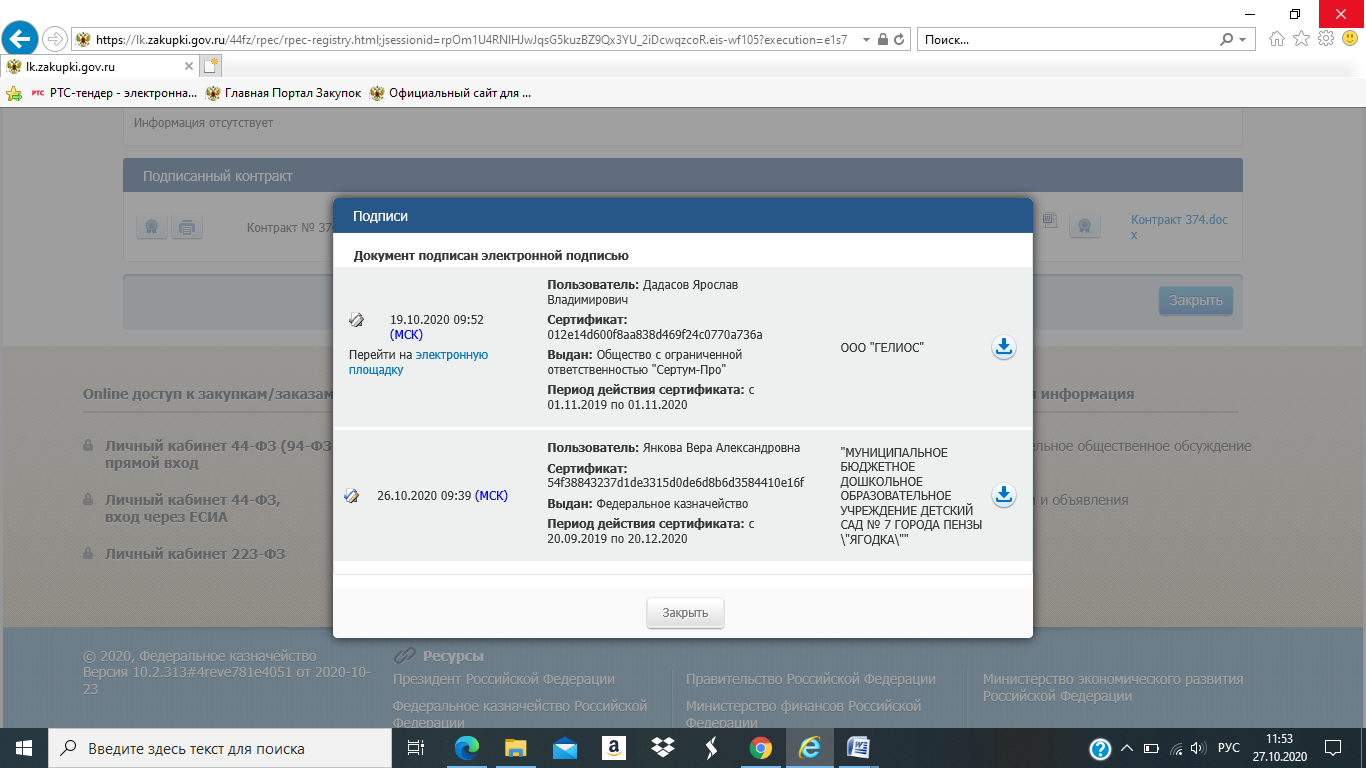 https://lk.zakupki.gov.ru/44fz/rpec/rpec-registry.html;jsessionid=rpOm1U4RNIHJwJqsG5kuzBZ9Qx3YU_2iDcwqzcoR.eis-wf105?execution=e1s7
Поиск...
lk.zakupki.gov.ru
РТС-тендер - электронна...
Главная Портал Закупок
Официальный сайт для ...
Информация отсутствует
Подписанный контракт
Контракт № 37
Контракт 374.doc
x
Закрыть
Подписи
Документ подписан электронной подписью
19.10.2020 09:52
(МСК)
Перейти на электронную
площадку
Пользователь: Дадасов Ярослав
Владимирович
Сертификат:
012e14d600f8aa838d469f24c0770a736a
Выдан: Общество с ограниченной
ответственностью "Сертум-Про"
Период действия сертификата: с
01.11.2019 по 01.11.2020
ООО "ГЕЛИОС"
26.10.2020 09:39 (МСК)
Пользователь: Янкова Вера Александровна
Сертификат:
54f38843237d1de3315d0de6d8b6d3584410e16f
Выдан: Федеральное казначейство
Период действия сертификата: с
20.09.2019 по 20.12.2020
"МУНИЦИПАЛЬНОЕ
БЮДЖЕТНОЕ
ДОШКОЛЬНОЕ
ОБРАЗОВАТЕЛЬНОЕ
УЧРЕЖДЕНИЕ ДЕТСКИЙ
САД № 7 ГОРОДА ПЕНЗЫ
\"ЯГОДКА\""
Закрыть
Online доступ к закупкам/заказам
Личный кабинет 44-ФЗ (94-ФЗ
прямой вход
Личный кабинет 44-ФЗ,
вход через ЕСИА
Личный кабинет 223-ФЗ
информация
ельное общественное обсуждение
и и объявления
© 2020, Федеральное казначейство
Версия 10.2.313#4reve781e4051 от 2020-10-
23
Ресурсы
Президент Российской Федерации
Федеральное казначейство Российской
Федерации
Правительство Российской Федерации
Министерство финансов Российской
Федерации
Министерство экономического развития
Российской Федерации
Введите здесь текст для поиска
РУС
11:53
27.10.2020